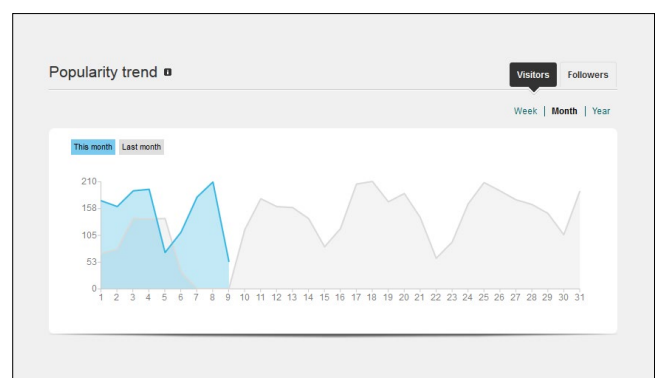 Popularity trend i
Visitors Followers
Week | Month | Year
This month Last month
210
158
105
53
0
1 2 3 4 5 6 7 8 9 10 11 12 13 14 15 16 17 18 19 20 21 22 23 24 25 26 27 28 29 30 31